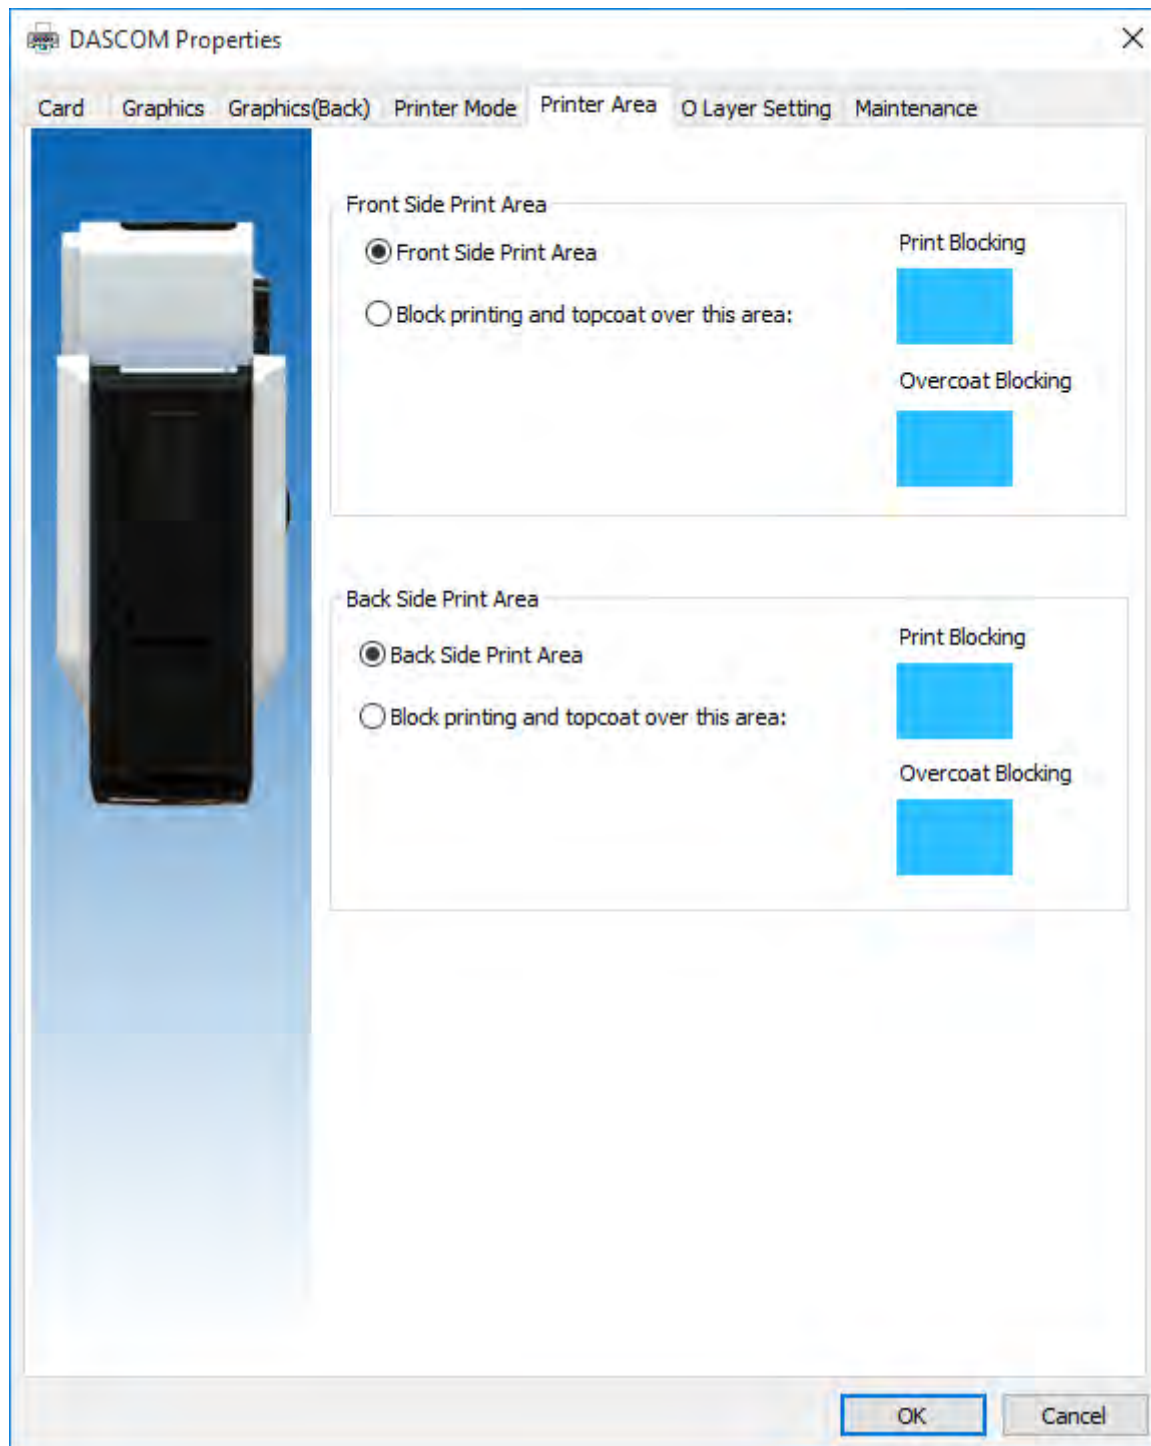 DASCOM Properties
Card Graphics Graphics(Back) Printer Mode Printer Area O Layer Setting Maintenance
Front Side Print Area
Front Side Print Area
Print Blocking
Block printing and topcoat over this area:
Overcoat Blocking
Back Side Print Area
Back Side Print Area
Print Blocking
Block printing and topcoat over this area:
Overcoat Blocking
OK Cancel